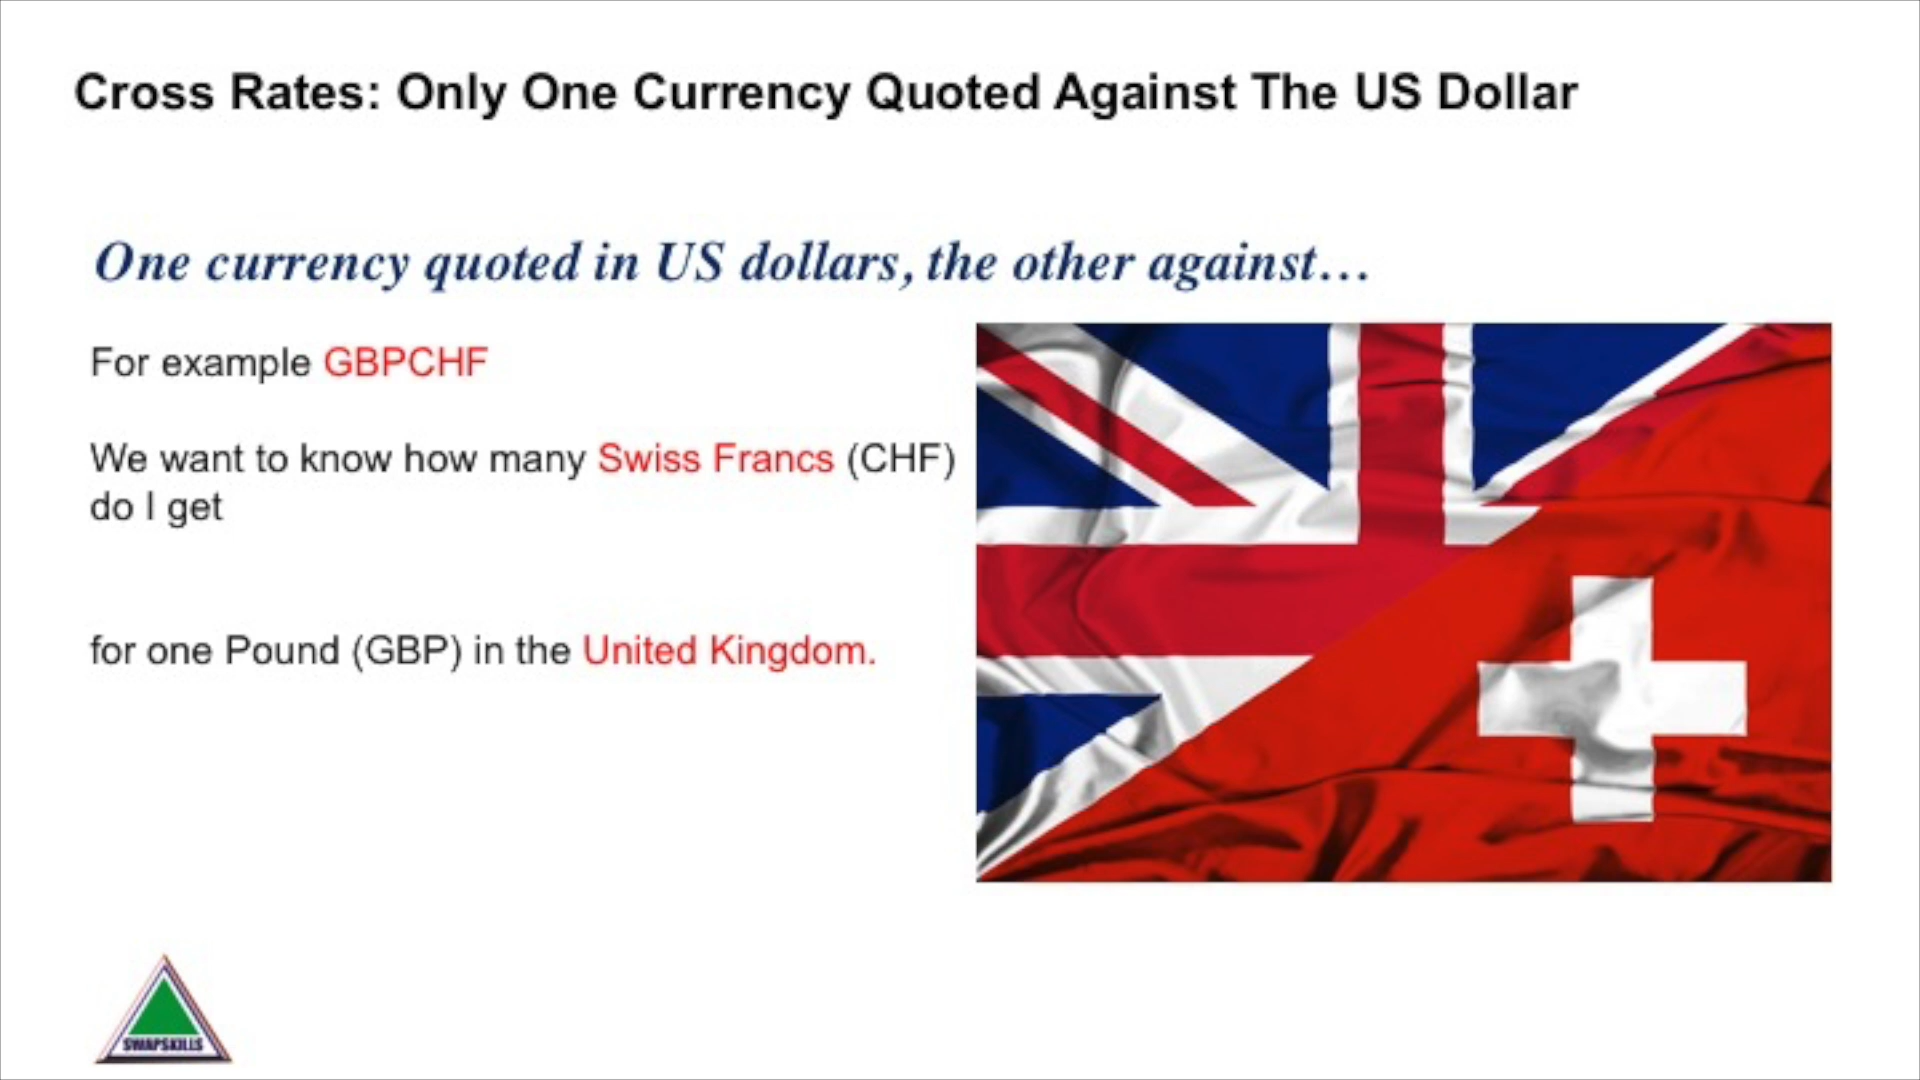 Cross Rates: Only One Currency Quoted Against The US Dollar
One currency quoted in US dollars, the other against…
For example GBPCHF
We want to know how many Swiss Francs (CHF)
do I get
for one Pound (GBP) in the United Kingdom.
SWAPSKILLS